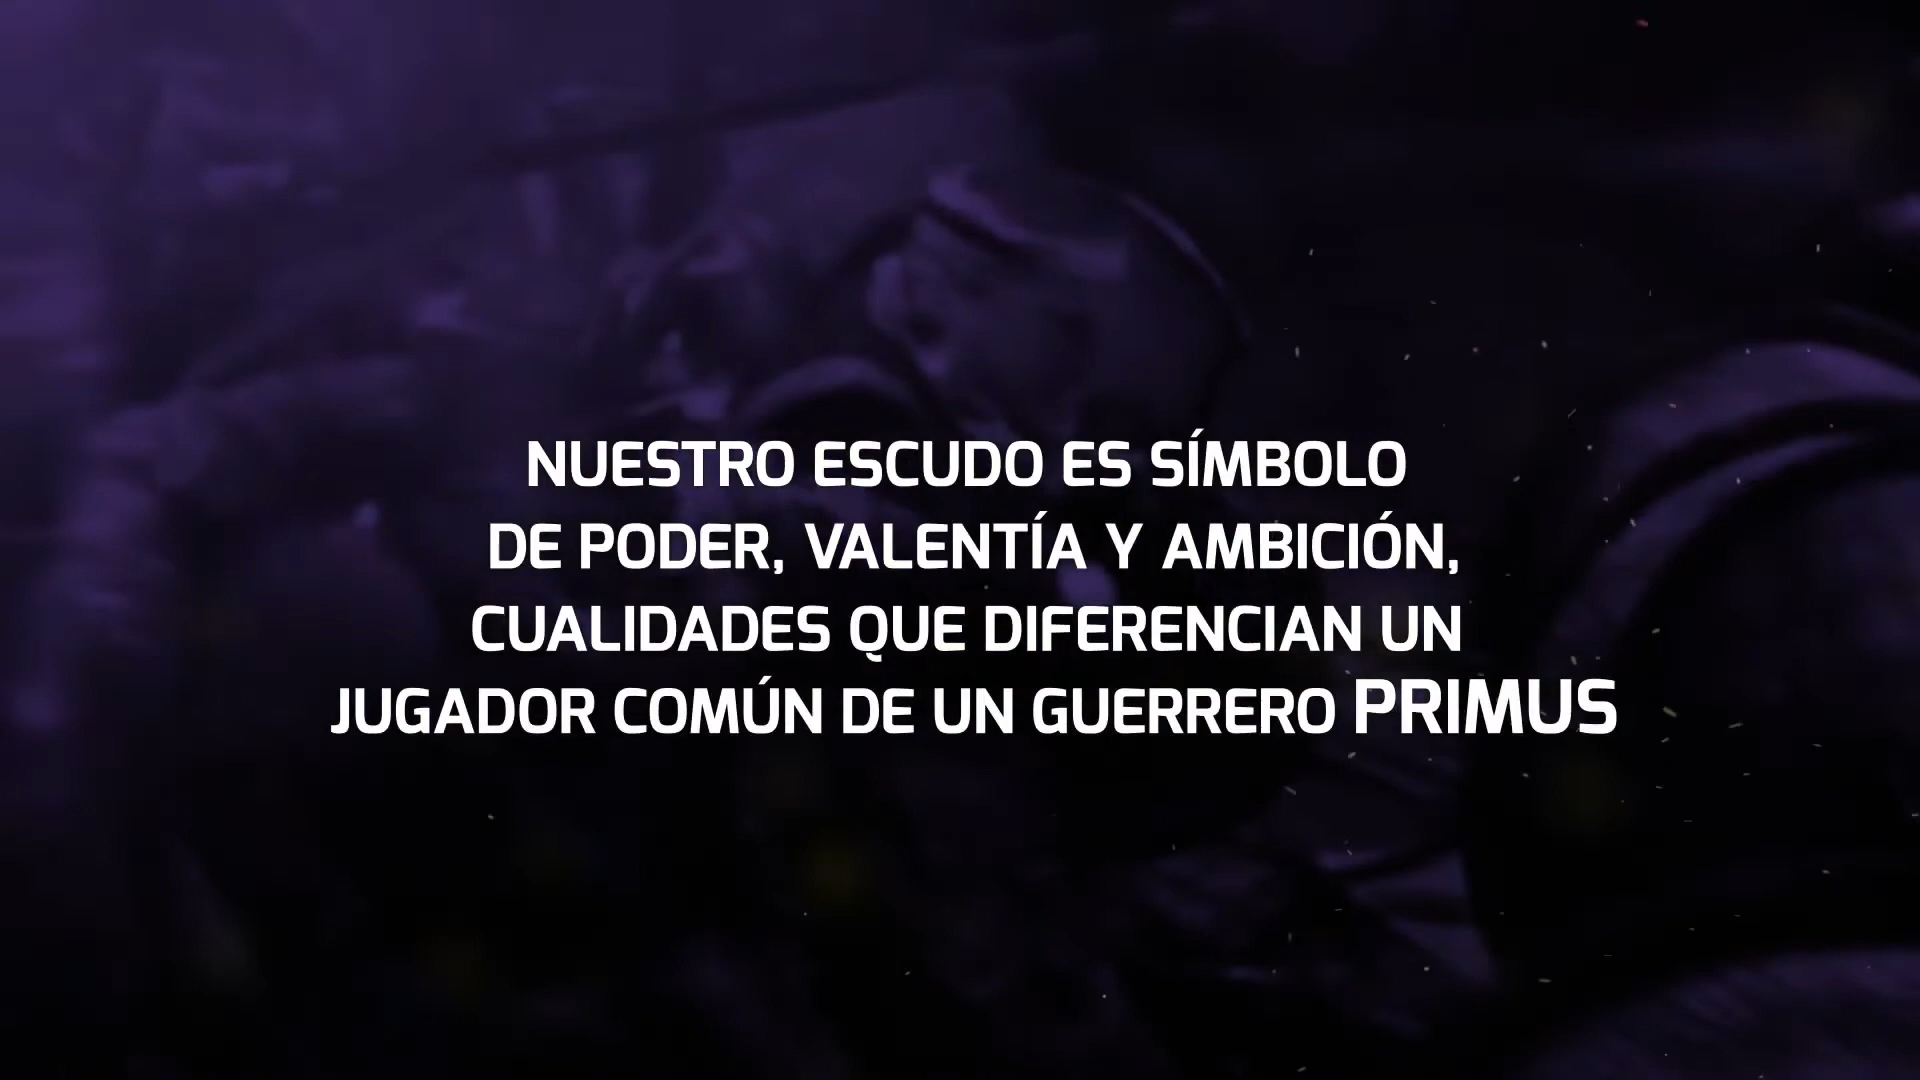 NUESTRO ESCUDO ES SÍMBOLO
DE PODER, VALENTÍA Y AMBICIÓN,
CUALIDADES QUE DIFERENCIAN UN
JUGADOR COMÚN DE UN GUERRERO PRIMUS